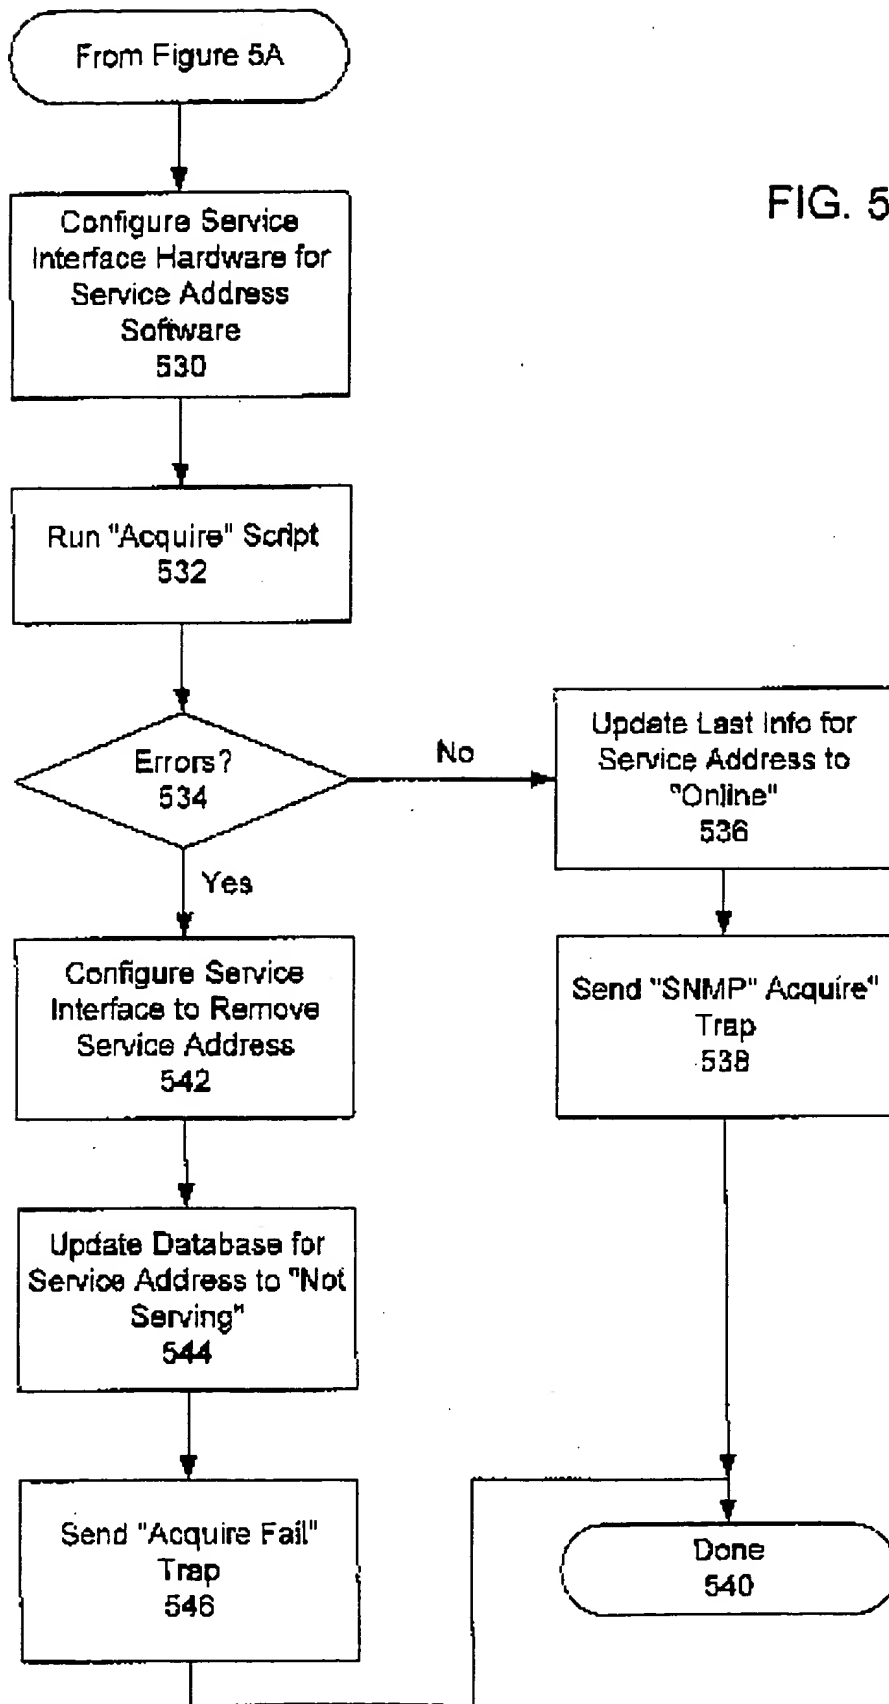 From Figure 5A
FIG. 5
Configure Service
Interface Hardware for
Service Address
Software
530
Run "Acquire" Script
532
Errors?
534
No
Yes
Update Last Info for
Service Address to
"Online"
536
Configure Service
Interface to Remove
Service Address
542
Send "SNMP" Acquire"
Trap
538
Update Database for
Service Address to "Not
Serving"
544
Send "Acquire Fail"
Trap
546
Done
540